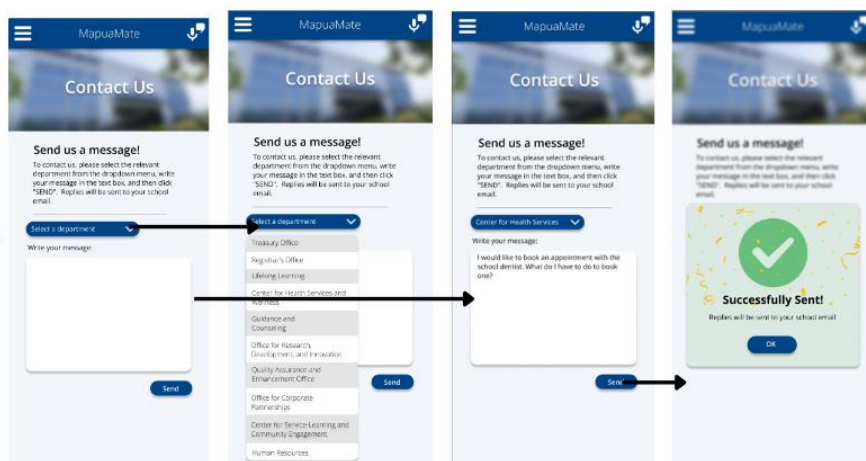 MapuaMate
Contact Us
Send us a message!
To contact us, please select the relevant
department from the dropdown menu, write
your message in the text box, and then click
"SEND". Replies will be sent to your school
email.
Select a department
Write your message:
Send
MapuaMate
Contact Us
Send us a message!
To contact us, please select the relevant
department from the dropdown menu, write
your message in the text box, and then click
"SEND". Replies will be sent to your school
email.
Select a department
Treasury Office
Registrar's Office
Lifelong Learning
Center for Health Services and
Wellness
Guidance and
Counseling
Office for Research,
Development, and Innovation
Quality Assurance and
Enhancement Office
Office for Corporate
Partnerships
Center for Service-Learning and
Community Engagement
Human Resources
Send
MapuaMate
Contact Us
Send us a message!
To contact us, please select the relevant
department from the dropdown menu, write
your message in the text box, and then click
"SEND". Replies will be sent to your school
email.
Center for Health Services
Write your message:
I would like to book an appointment with the
school dentist. What do I have to do to book
one?
Send
MapuaMate
Contact Us
Send us a message!
To contact us, please select the relevant
department from the dropdown menu, write
your message in the text box, and then click
"SEND". Replies will be sent to your school
email.
Successfully Sent!
Replies will be sent to your school email
OK